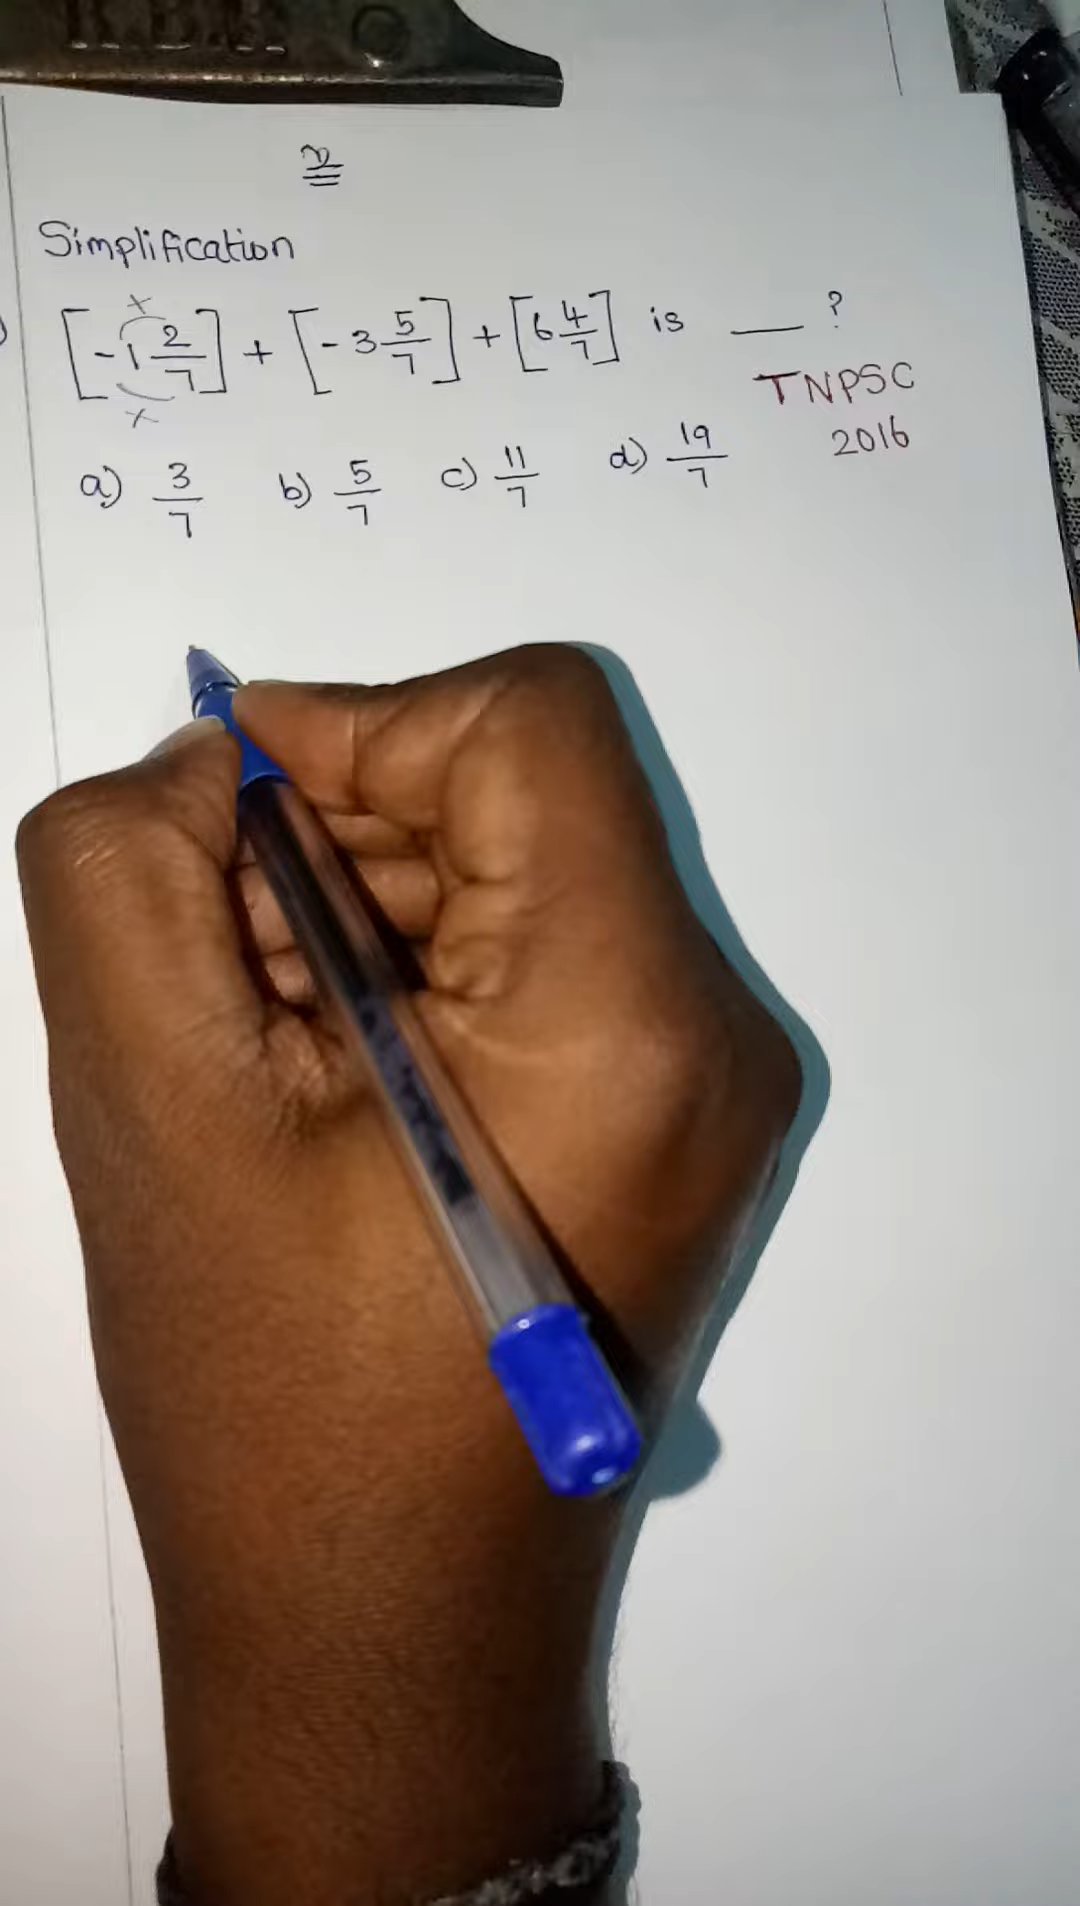 உ
Simplification
[-1 2/7] + [-3 5/7] + [6 4/7] is ___ ?
x
x
TNPSC
2016
a) 3/7 b) 5/7 c) 11/7 d) 19/7